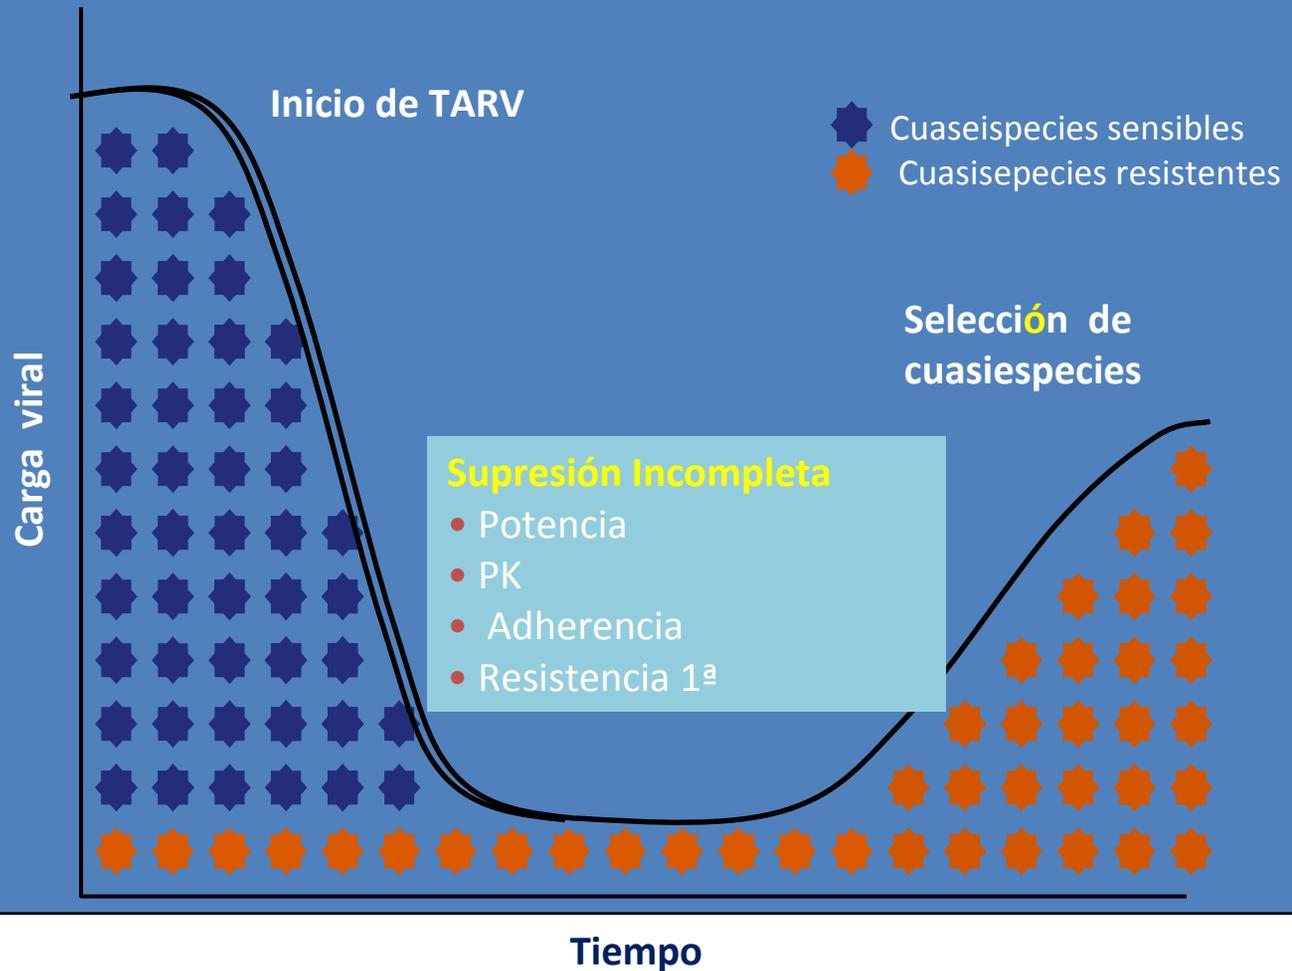 Inicio de TARV
Cuaseispecies sensibles
Cuasisepecies resistentes
Selección de
cuasiespecies
Carga viral
Supresión Incompleta
• Potencia
• PK
• Adherencia
• Resistencia 1ª
Tiempo